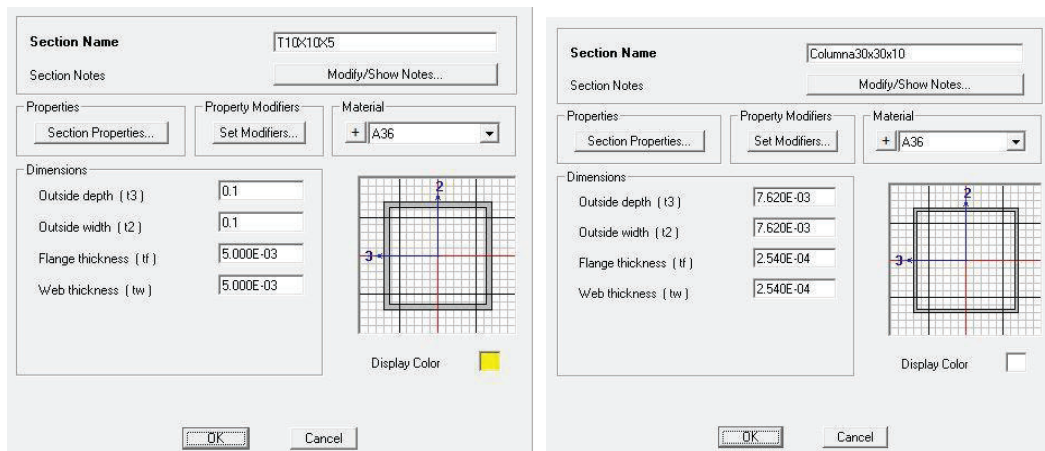 Section Name
T10X10X5
Section Notes
Modify/Show Notes...
Properties
Section Properties...
Property Modifiers
Set Modifiers...
Material
+
A36
Dimensions
Outside depth ( t3 )
0.1
Outside width ( t2 )
0.1
Flange thickness ( tf )
5.000E-03
Web thickness ( tw )
5.000E-03
2
3
Display Color
OK
Cancel
Section Name
Columna30x30x10
Section Notes
Modify/Show Notes...
Properties
Section Properties...
Property Modifiers
Set Modifiers...
Material
+
A36
Dimensions
Outside depth ( t3 )
7.620E-03
Outside width ( t2 )
7.620E-03
Flange thickness ( tf )
2.540E-04
Web thickness ( tw )
2.540E-04
2
3
Display Color
OK
Cancel